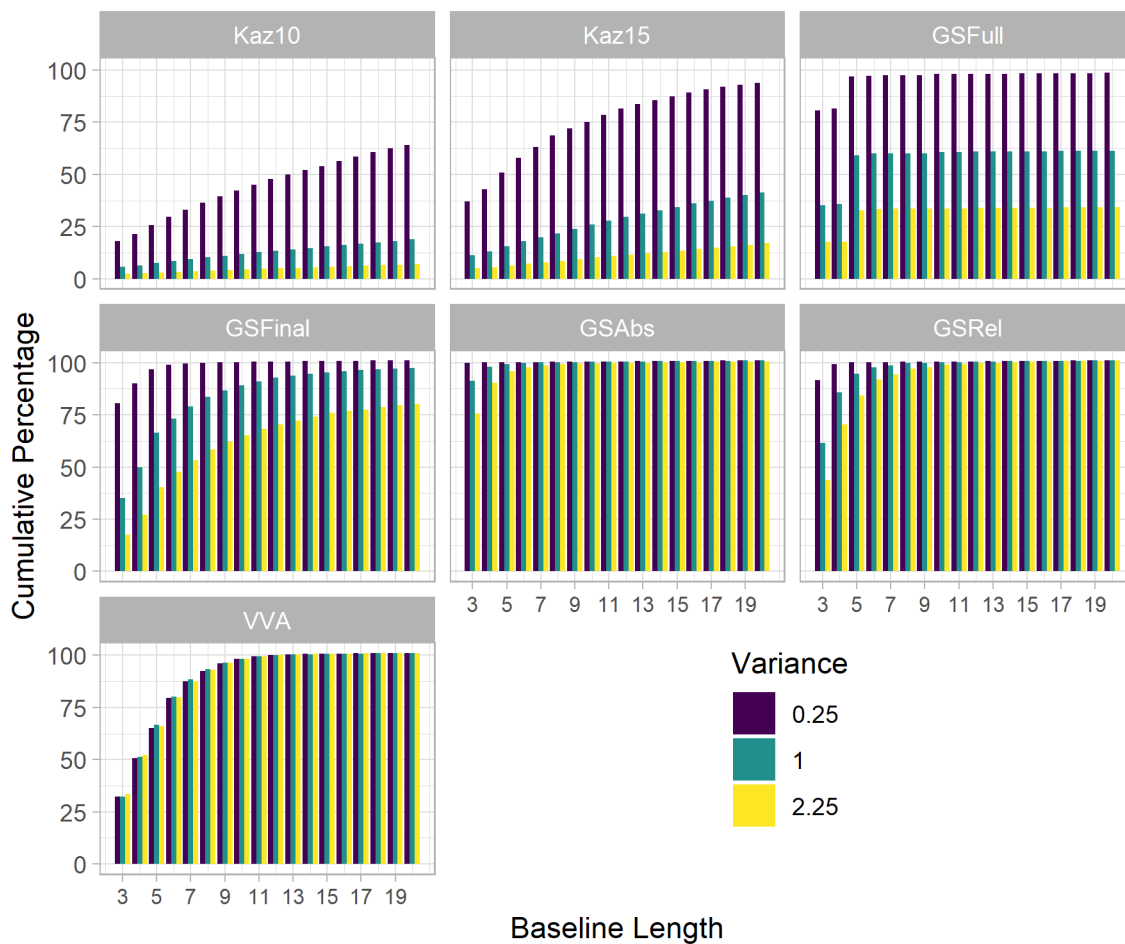 Kaz10 Kaz15 GSFull
100
75
50
25
0
GSFinal GSAbs GSRel
100
75
50
25
0
3 5 7 9 11 13 15 17 19
3 5 7 9 11 13 15 17 19
VVA
100
75
50
25
0
3 5 7 9 11 13 15 17 19
Cumulative Percentage
Baseline Length
Variance
0.25
1
2.25